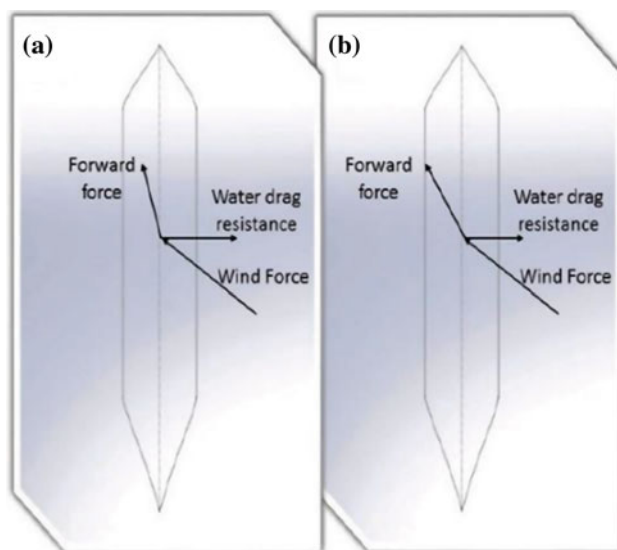 (a)
Forward
force
Water drag
resistance
Wind Force
(b)
Forward
force
Water drag
resistance
Wind Force